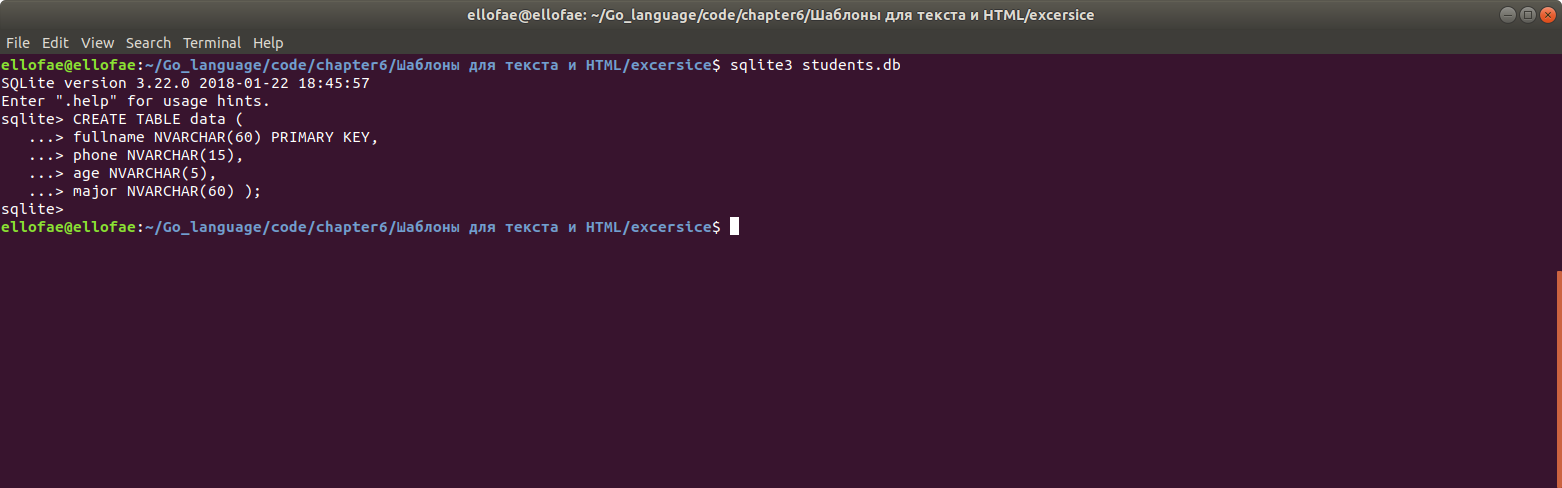 ellofae@ellofae: ~/Go_language/code/chapter6/Шаблоны для текста и HTML/excersice
File Edit View Search Terminal Help
ellofae@ellofae:~/Go_language/code/chapter6/Шаблоны для текста и HTML/excersice$ sqlite3 students.db
SQLite version 3.22.0 2018-01-22 18:45:57
Enter ".help" for usage hints.
sqlite> CREATE TABLE data (
   ...> fullname NVARCHAR(60) PRIMARY KEY,
   ...> phone NVARCHAR(15),
   ...> age NVARCHAR(5),
   ...> major NVARCHAR(60) );
sqlite>
ellofae@ellofae:~/Go_language/code/chapter6/Шаблоны для текста и HTML/excersice$